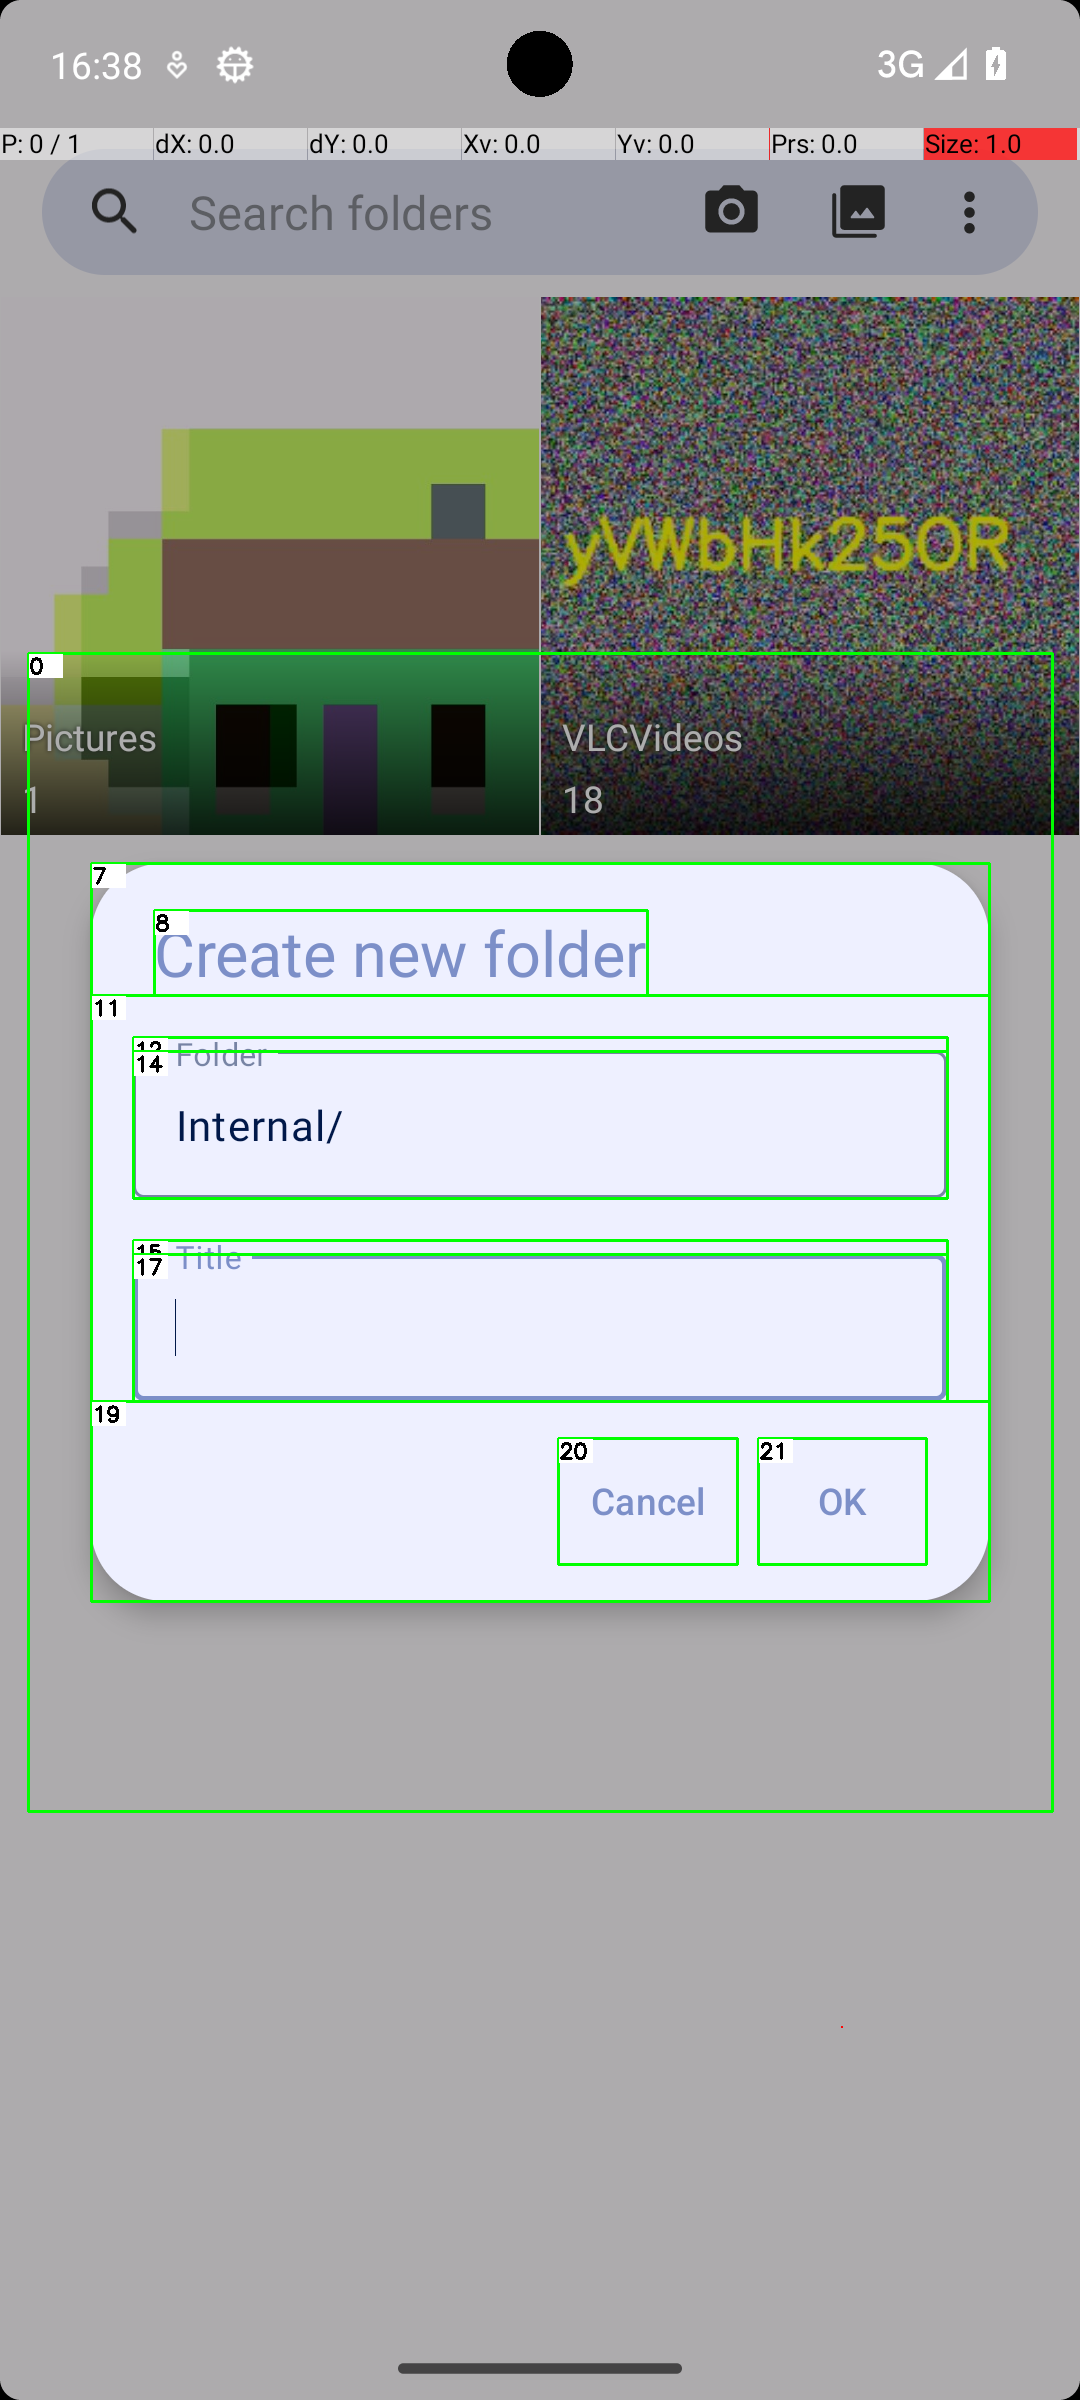 16:38
3G
P: 0 / 1
dX: 0.0
dY: 0.0
Xv: 0.0
Yv: 0.0
Prs: 0.0
Size: 1.0
Search folders
yVWbHk25OR
0
Pictures
1
VLCVideos
18
7
8
Create new folder
11
14
Folder
Internal/
17
Title
19
20
Cancel
21
OK